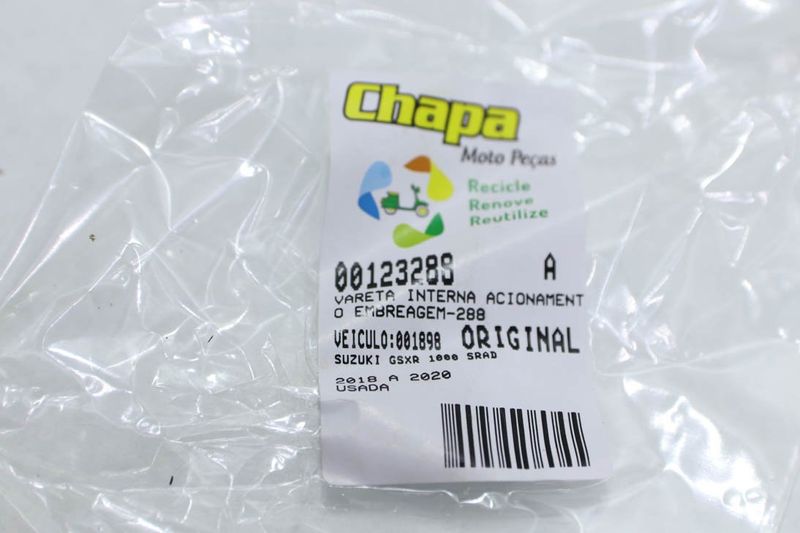 Chapa
Moto Peças
Recicle
Renove
Reutilize
00123288 A
VARETA INTERNA ACIONAMENT
O EMBREAGEM-288
VEICULO:001898 ORIGINAL
SUZUKI GSXR 1000 SRAD
2018 A 2020
USADA